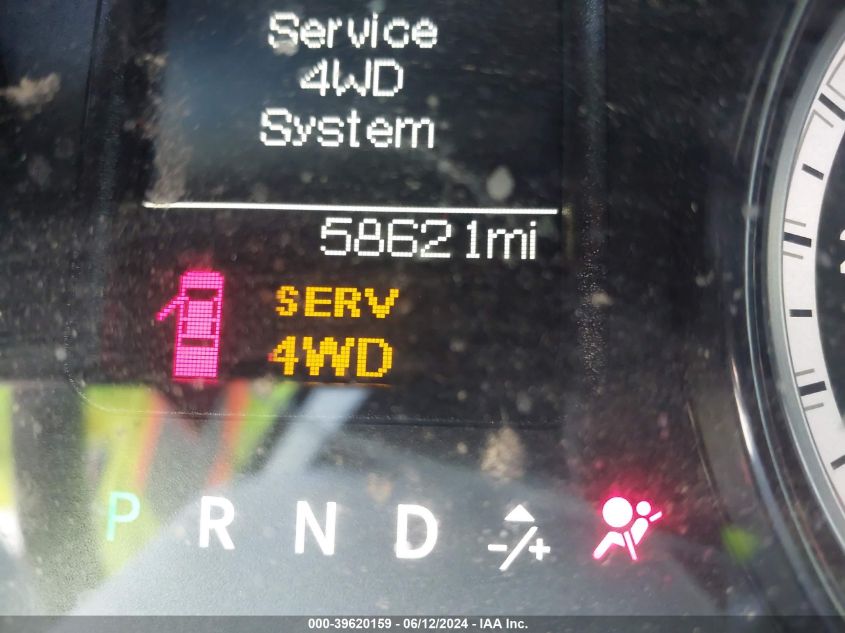 Service
4WD
System
58621mi
SERV
4WD
P R N D -/+
000-39620159 - 06/12/2024 - IAA Inc.